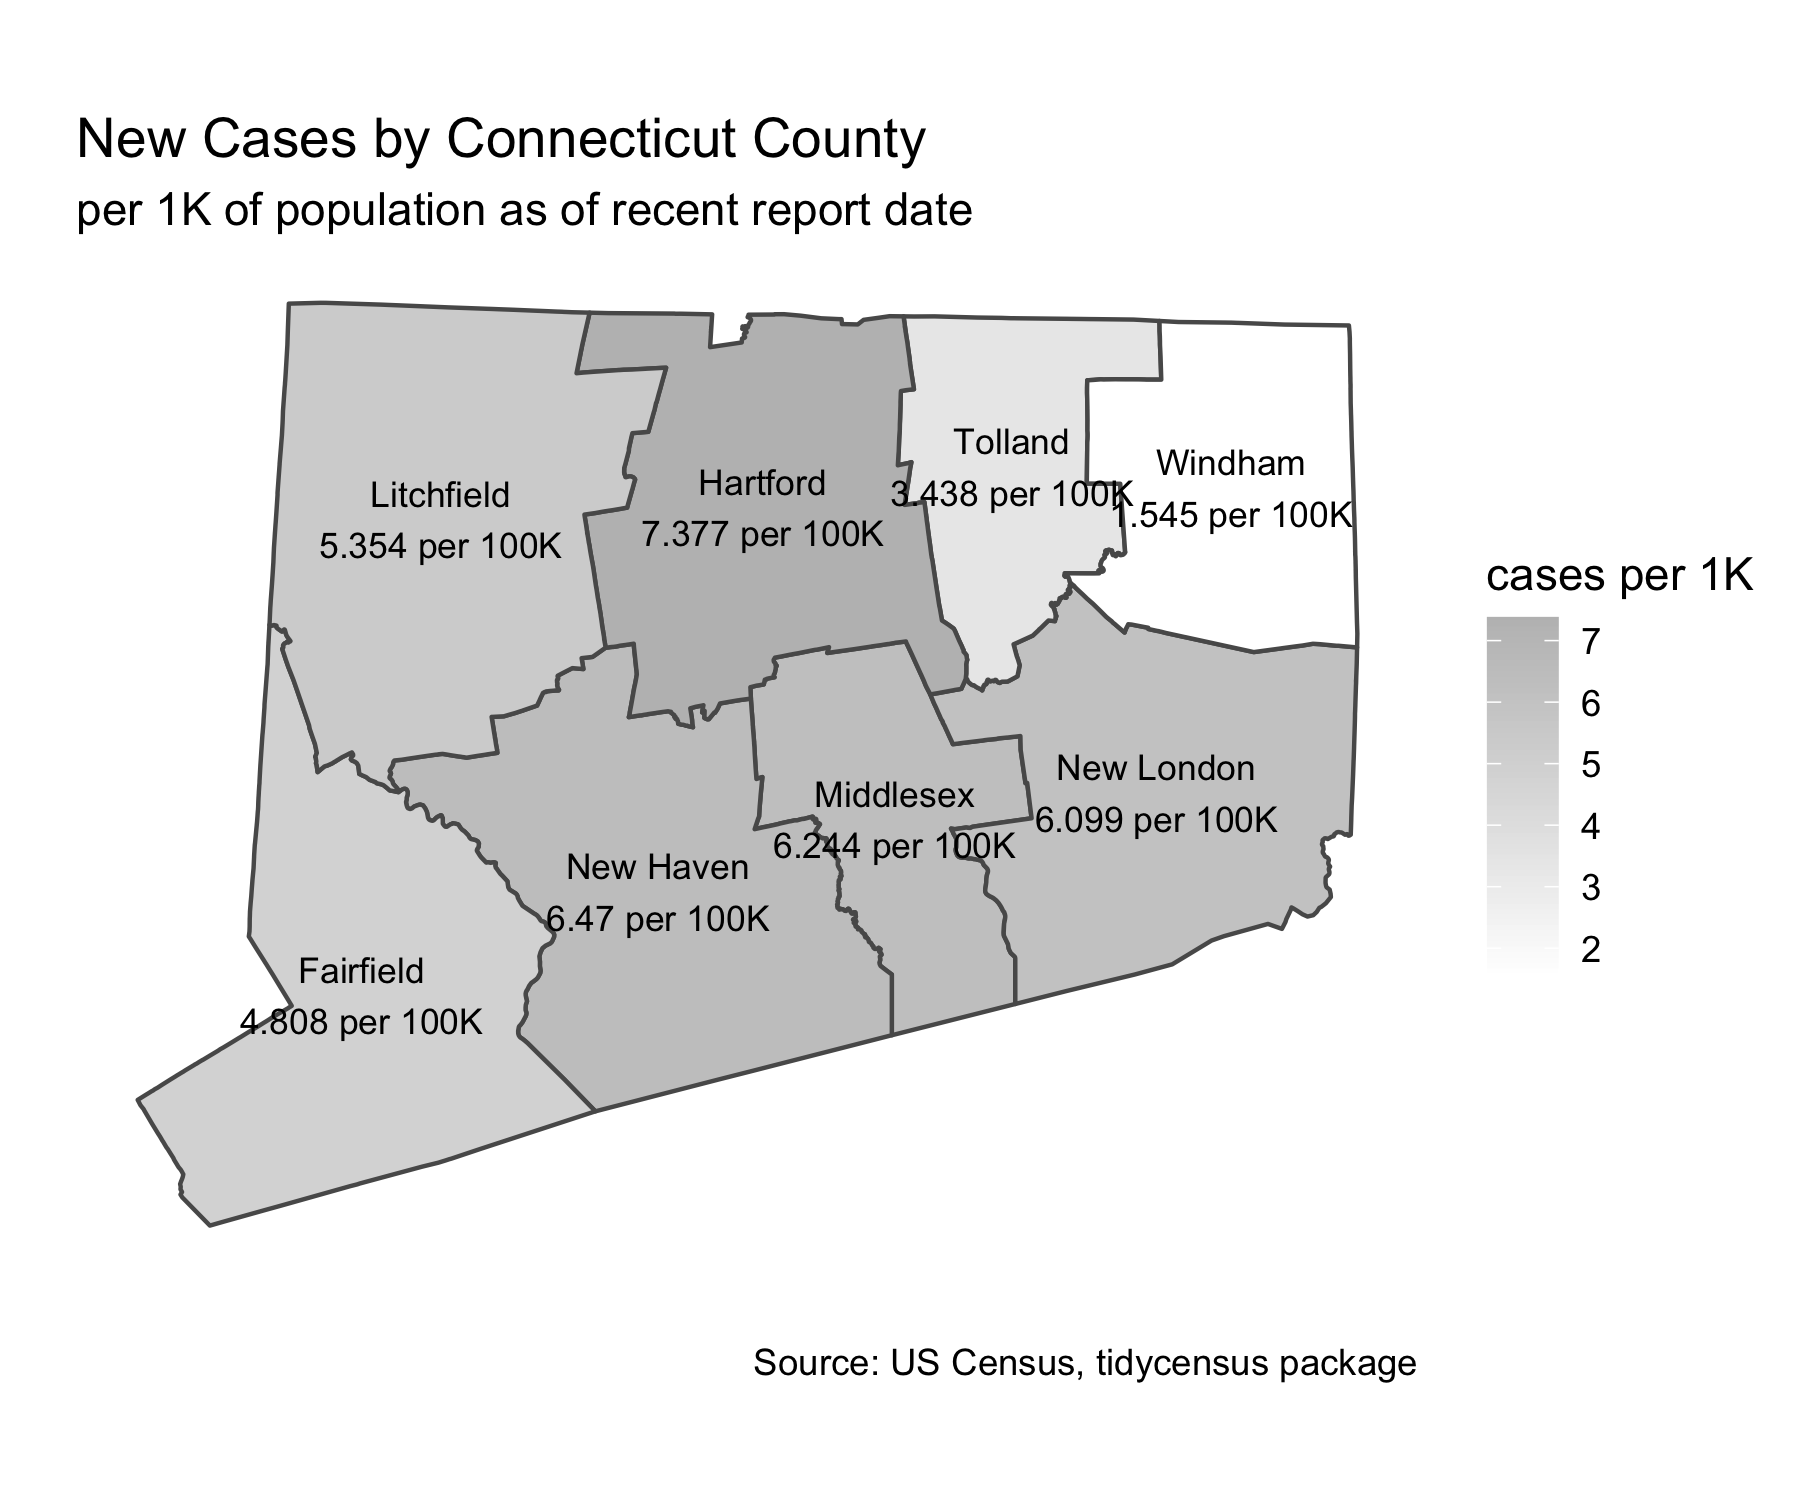 New Cases by Connecticut County
per 1K of population as of recent report date
Tolland
3.438 per 100K
Windham
1.545 per 100K
Hartford
7.377 per 100K
Litchfield
5.354 per 100K
New London
6.099 per 100K
Middlesex
6.244 per 100K
New Haven
6.47 per 100K
Fairfield
4.808 per 100K
cases per 1K
7
6
5
4
3
2
Source: US Census, tidycensus package